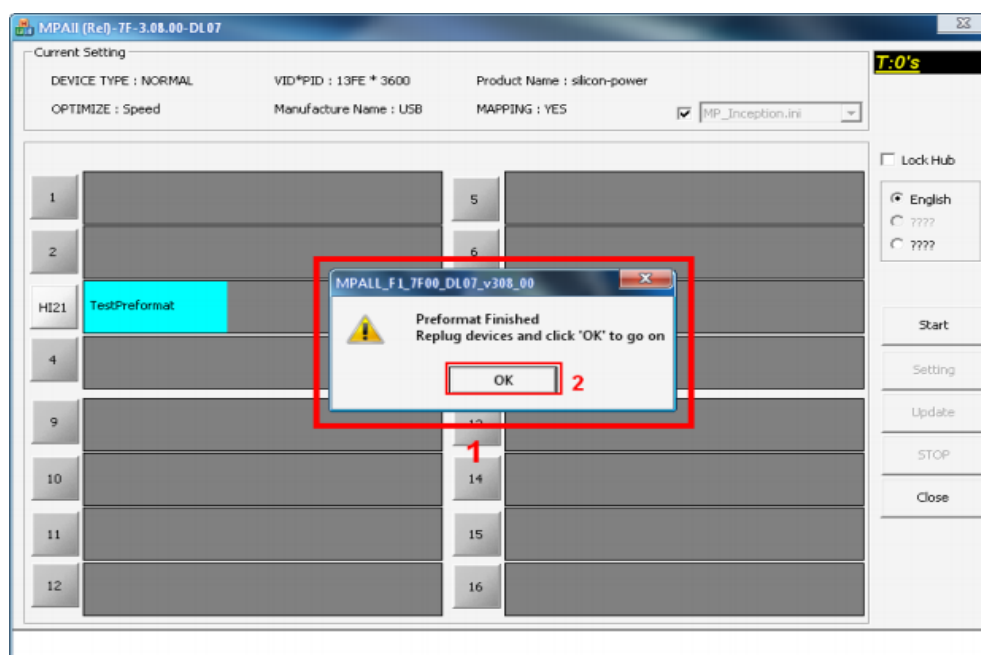 MPAll (Rel)-7F-3.08.00-DL07
Current Setting
DEVICE TYPE : NORMAL
VID*PID : 13FE * 3600
Product Name : silicon-power
OPTIMIZE : Speed
Manufacture Name : USB
MAPPING : YES
MP_Inception.ini
T:0's
Lock Hub
English
????
????
1
5
2
6
HI21
TestPreformat
4
9
10
14
11
15
12
16
MPALL_F1_7F00_DL07_v308_00
Preformat Finished
Replug devices and click 'OK' to go on
OK
2
1
Start
Setting
Update
STOP
Close